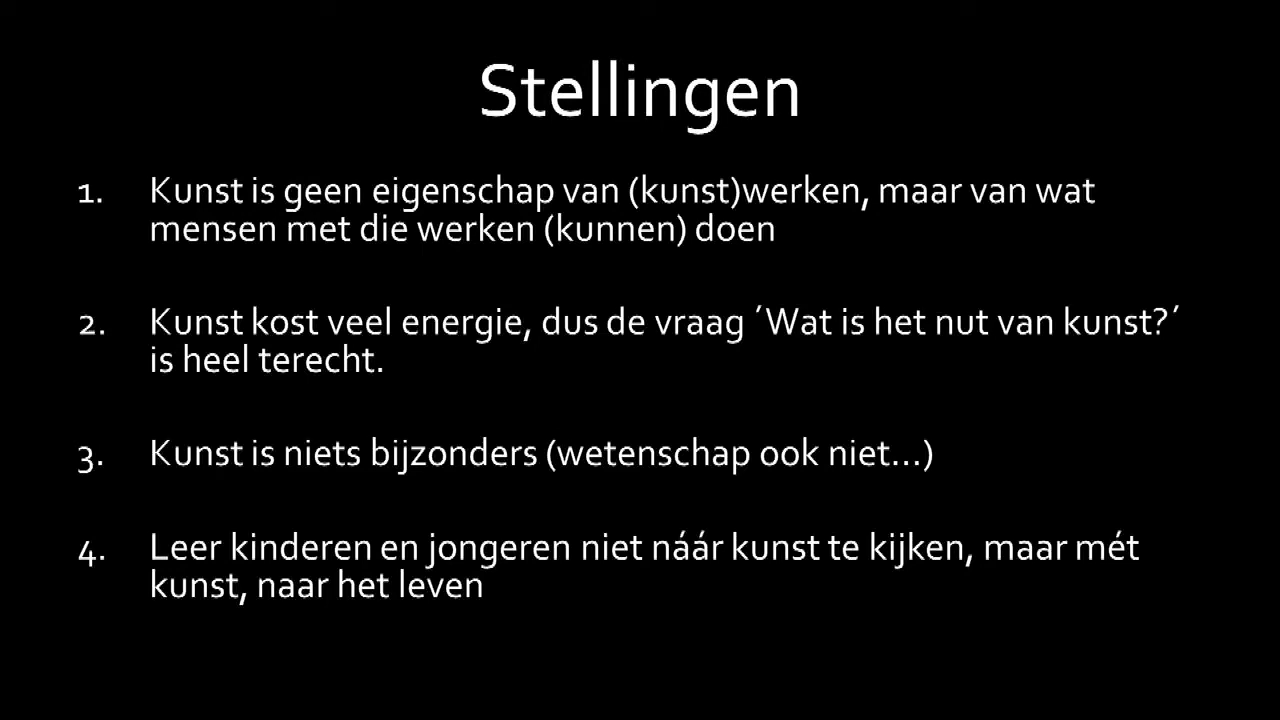 Stellingen
1. Kunst is geen eigenschap van (kunst)werken, maar van wat
mensen met die werken (kunnen) doen
2. Kunst kost veel energie, dus de vraag ´Wat is het nut van kunst?´
is heel terecht.
3. Kunst is niets bijzonders (wetenschap ook niet...)
4. Leer kinderen en jongeren niet náár kunst te kijken, maar mét
kunst, naar het leven